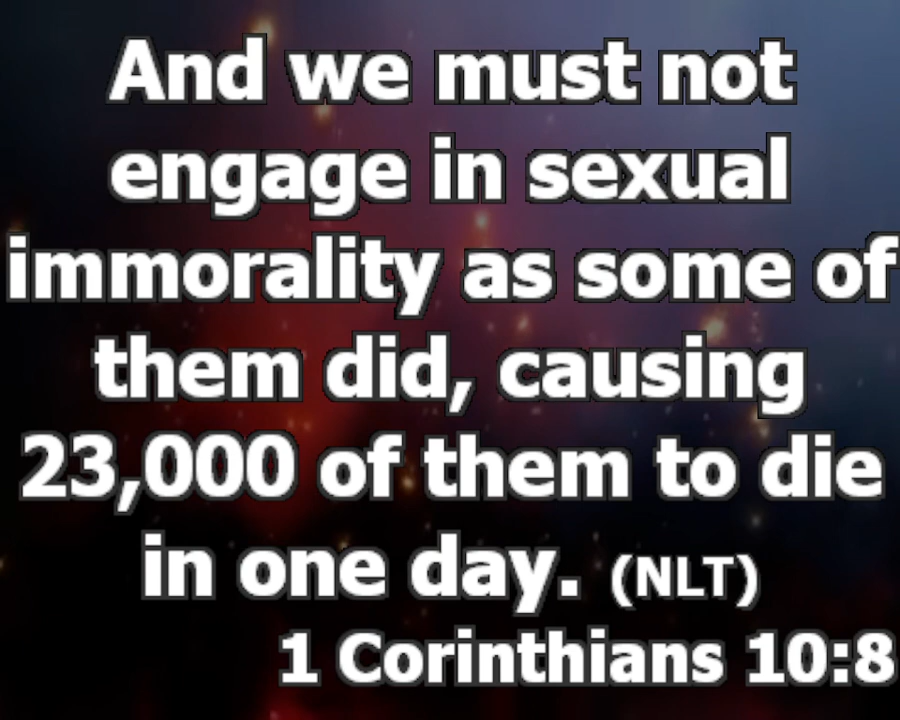 And we must not
engage in sexual
immorality as some of
them did, causing
23,000 of them to die
in one day. (NLT)
1 Corinthians 10:8